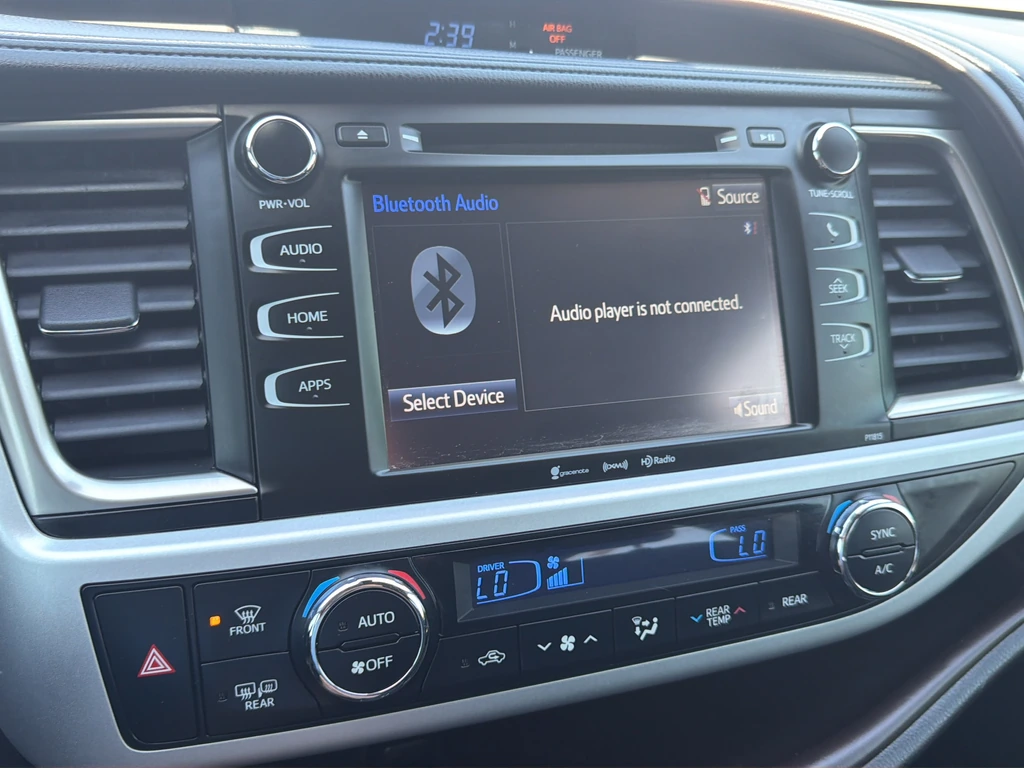 2:39
AIR BAG
OFF
PASSENGER
PWR•VOL
TUNE•SCROLL
Bluetooth Audio
Source
AUDIO
HOME
APPS
Audio player is not connected.
SEEK
TRACK
Select Device
Sound
P11815
gracenote
HD Radio
DRIVER
LO
PASS
LO
SYNC
A/C
FRONT
AUTO
OFF
REAR
REAR
TEMP
REAR